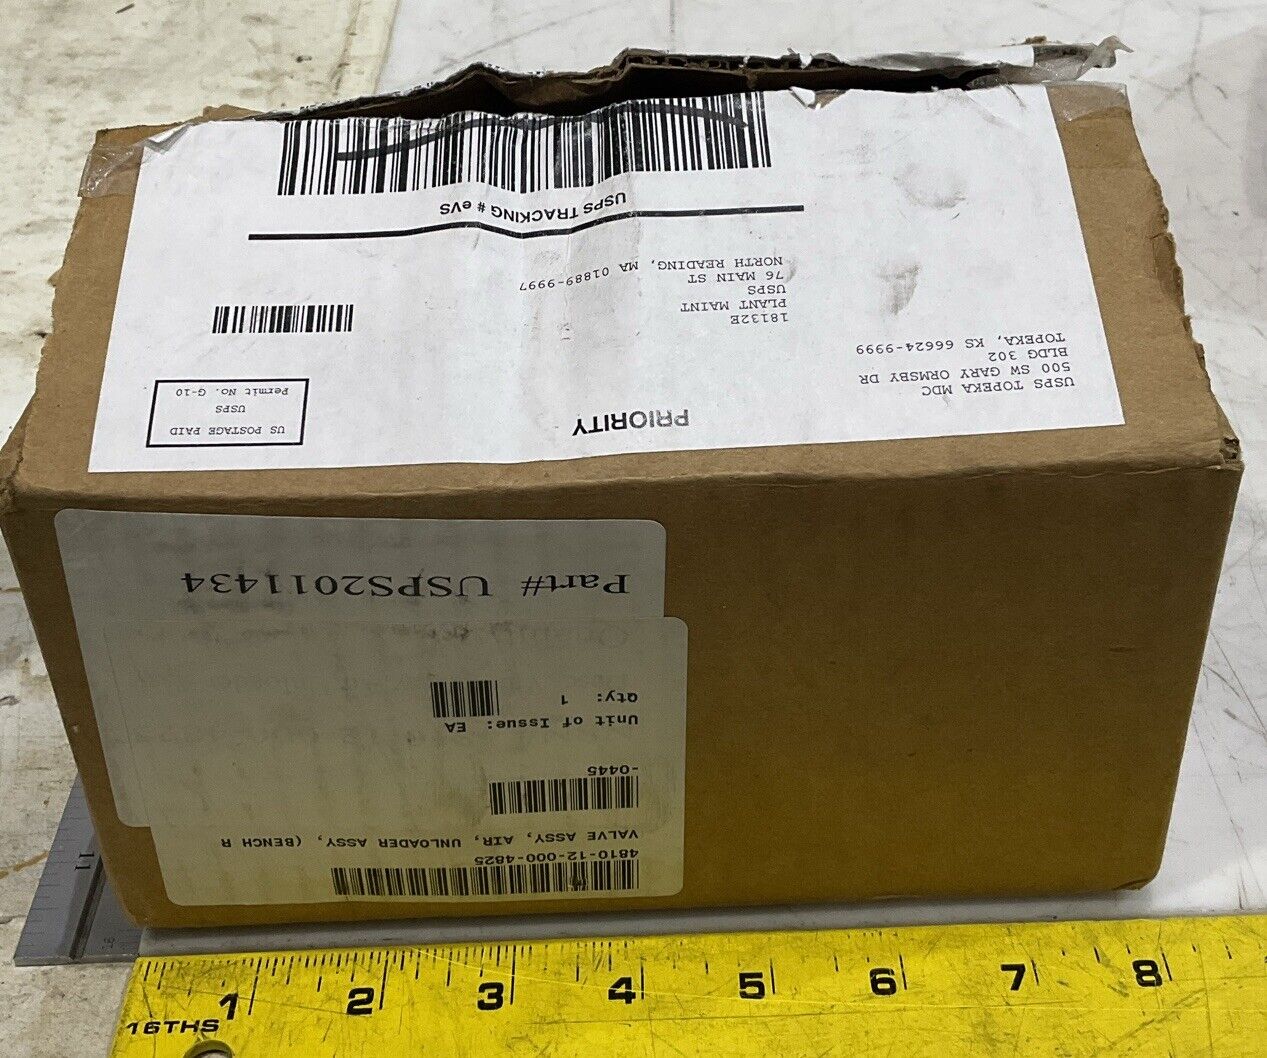 USPS TOPEKA MDC
500 SW GARY ORMSBY DR
BLDG 302
TOPEKA, KS 66624-9999
PRIORITY
US POSTAGE PAID
USPS
Permit No. G-10
18132E
PLANT MAINT
USPS
76 MAIN ST
NORTH READING, MA 01889-9997
USPS TRACKING # eVS
4810-12-000-4825
VALVE ASSY, AIR, UNLOADER ASSY, (BENCH R
-0445
Unit of Issue: EA
Qty: 1
Part# USPS2011434
11
1 2 3 4 5 6 7 8
16THS